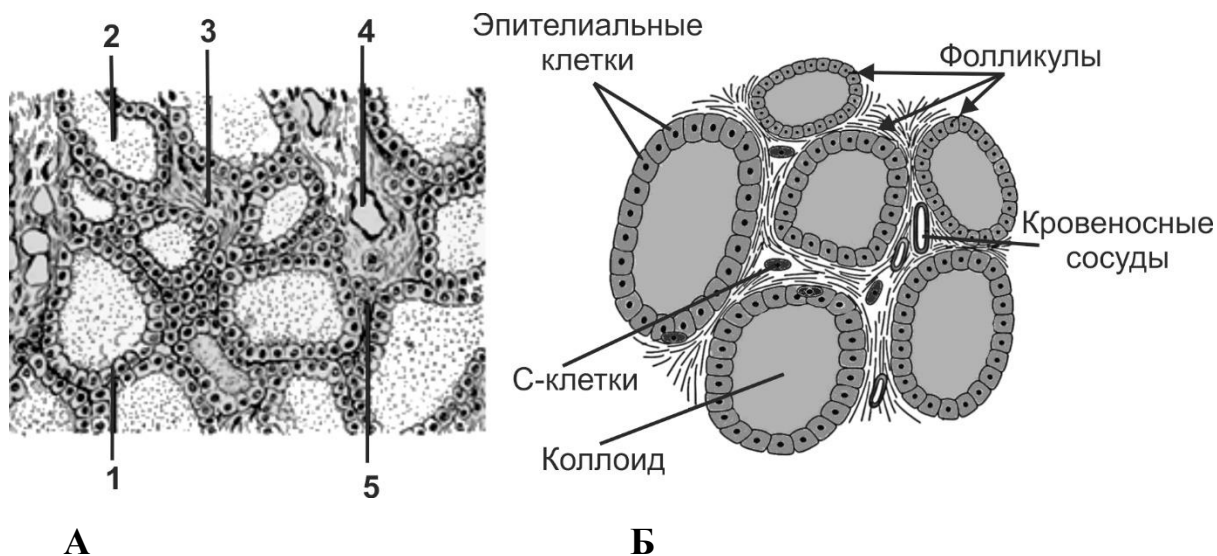 2 3 4
1 5
А
Эпителиальные
клетки
Фолликулы
Кровеносные
сосуды
С-клетки
Коллоид
Б